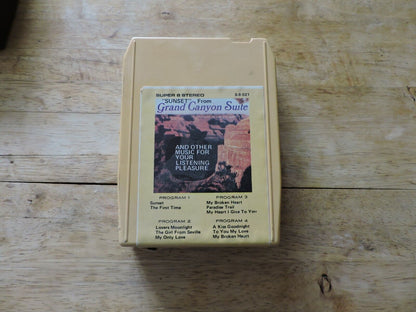 SUPER 8 STEREO
"SUNSET" From
Grand Canyon Suite
AND OTHER
MUSIC FOR
YOUR
LISTENING
PLEASURE
PROGRAM 1
Sunset
The First Time
PROGRAM 2
Lovers Moonlight
The Girl From Seville
My Only Love
PROGRAM 3
My Broken Heart
Paradise Trail
My Heart I Give To You
PROGRAM 4
A Kiss Goodnight
To You My Love
My Broken Heart